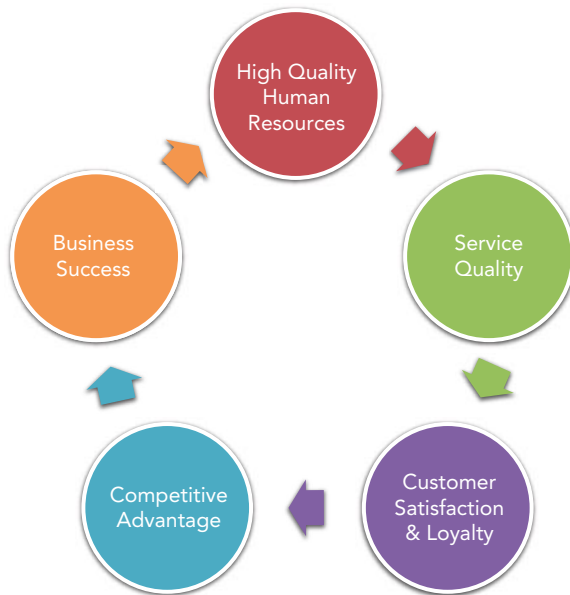 High Quality
Human
Resources
Service
Quality
Customer
Satisfaction
& Loyalty
Competitive
Advantage
Business
Success